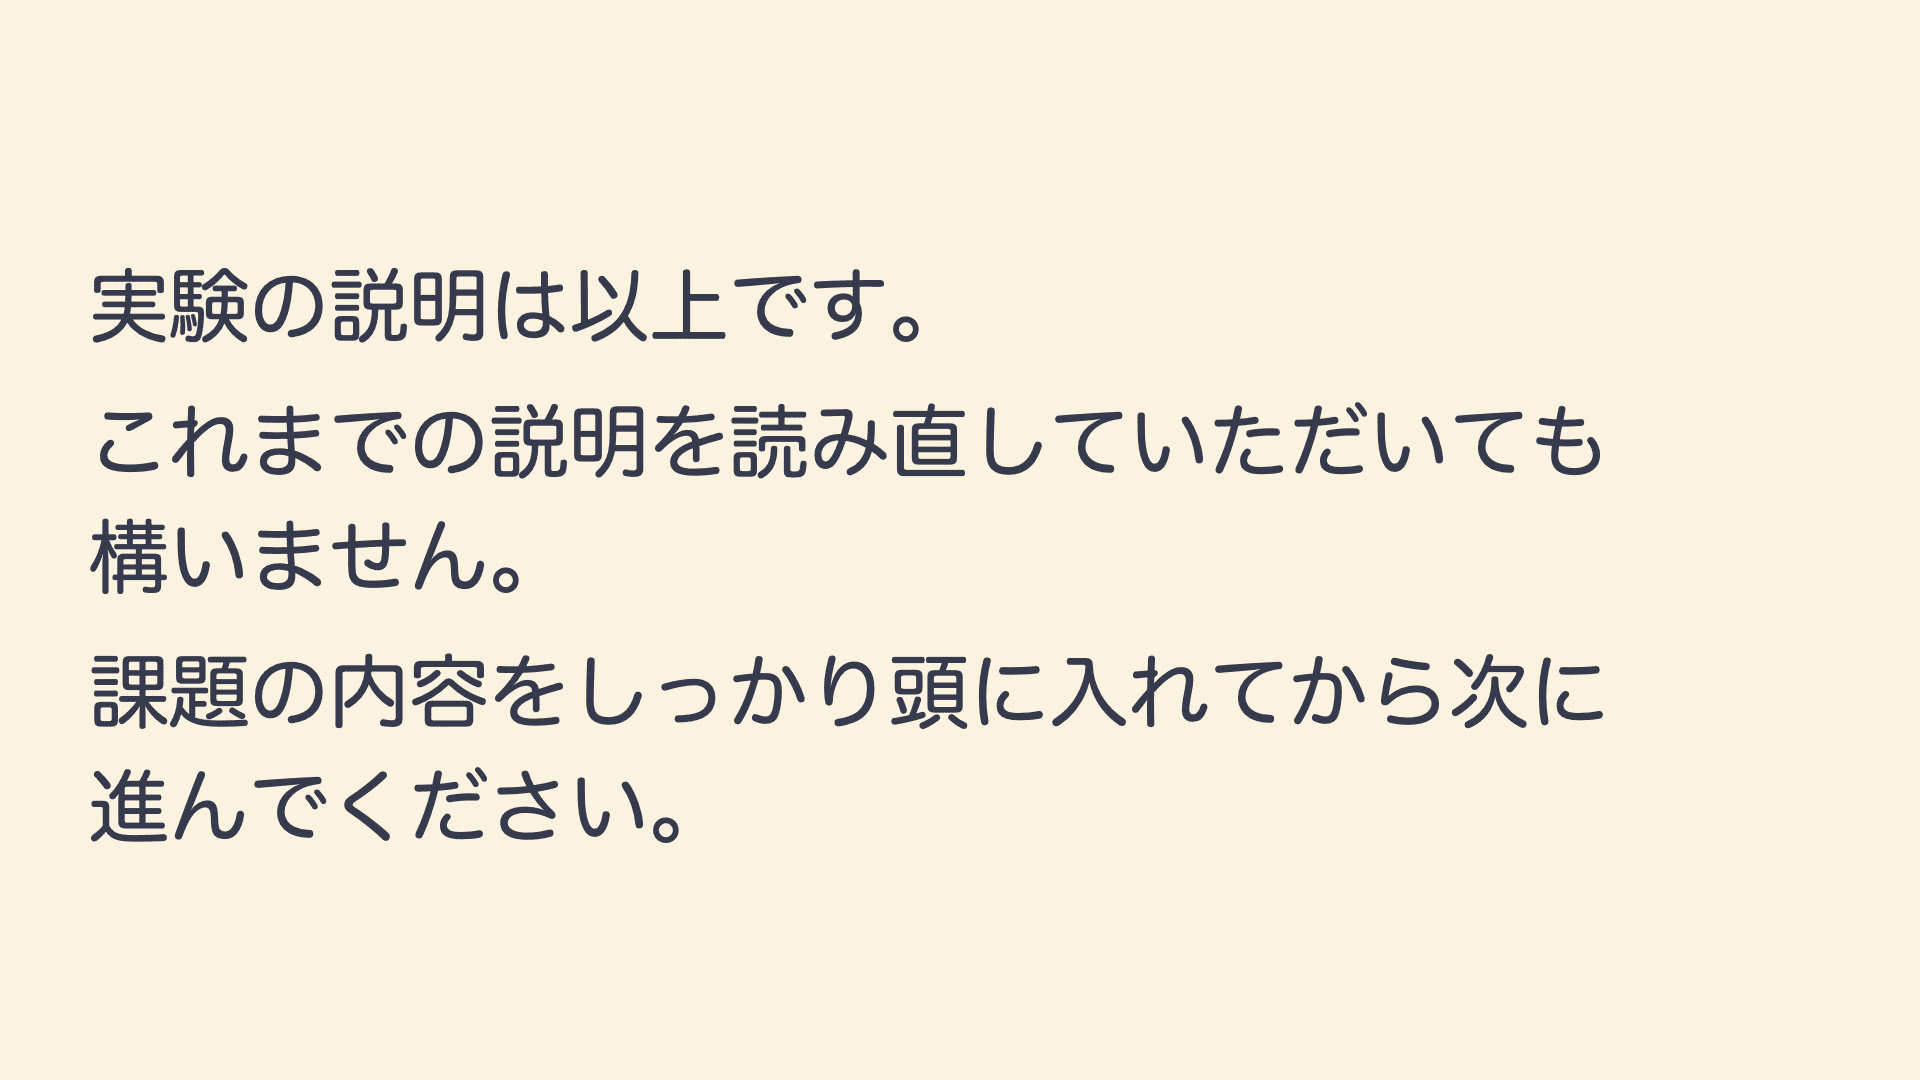 実験の説明は以上です。
これまでの説明を読み直していただいても
構いません。
課題の内容をしっかり頭に入れてから次に
進んでください。